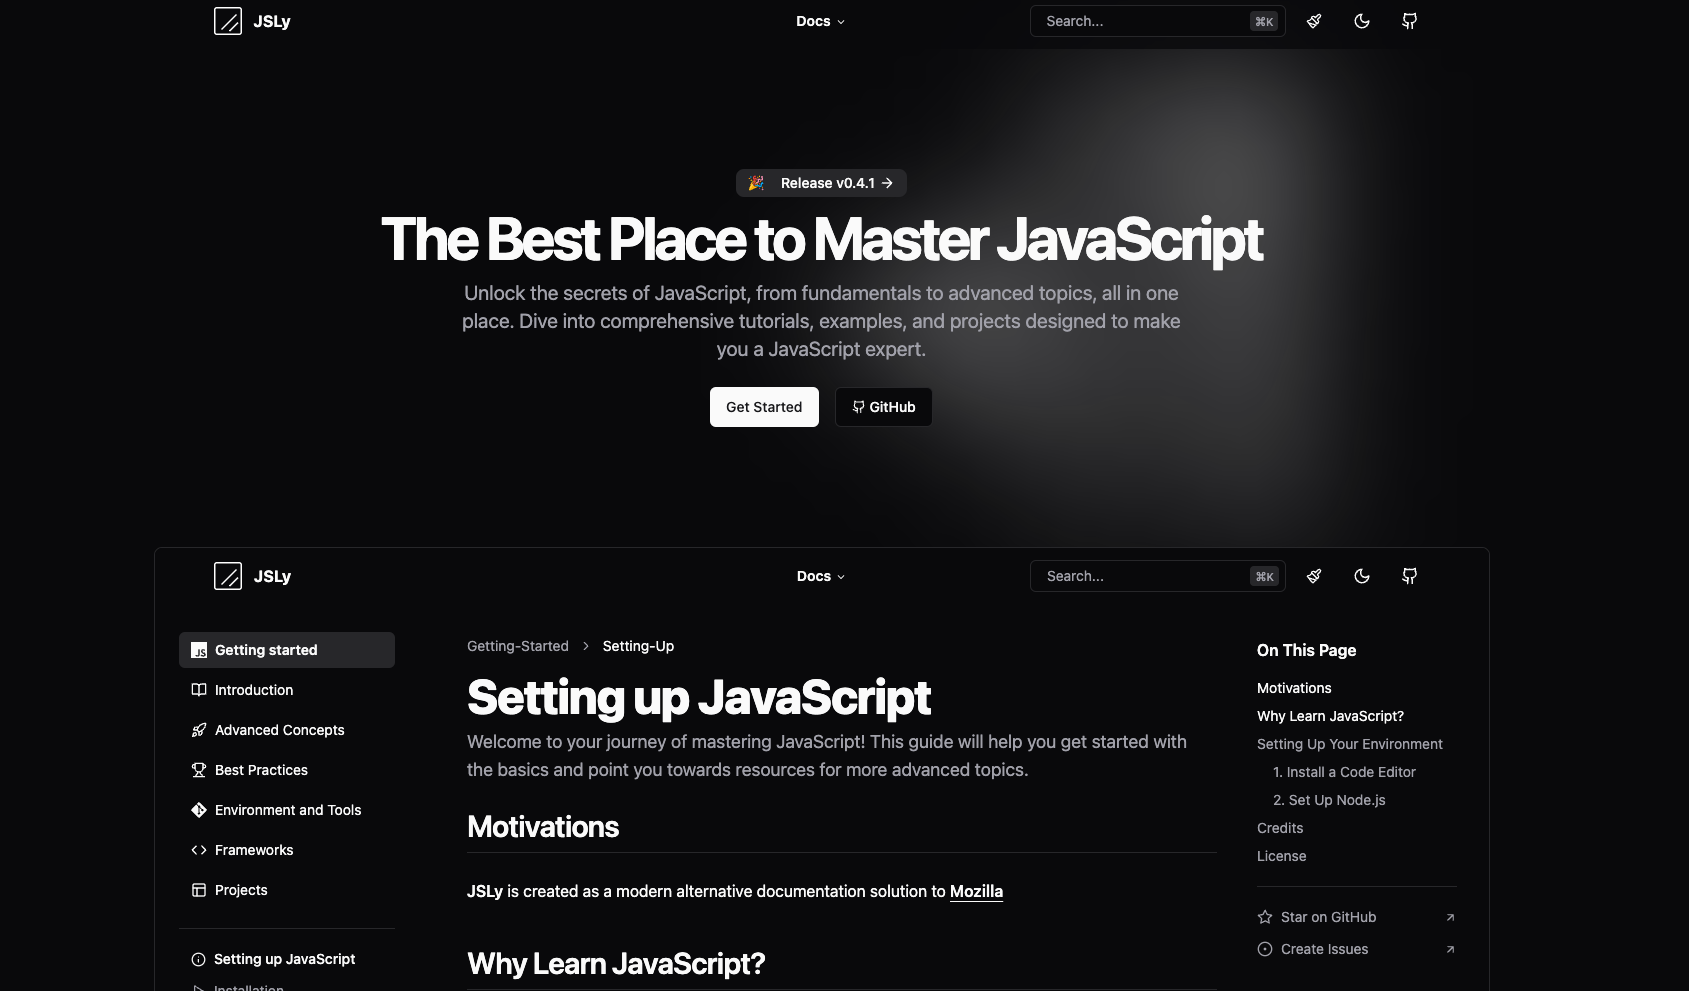 JSLy
Docs
Search...
⌘K
🎉 Release v0.4.1 →
The Best Place to Master JavaScript
Unlock the secrets of JavaScript, from fundamentals to advanced topics, all in one
place. Dive into comprehensive tutorials, examples, and projects designed to make
you a JavaScript expert.
Get Started
GitHub
JSLy
Docs
Search...
⌘K
JS Getting started
Introduction
Advanced Concepts
Best Practices
Environment and Tools
Frameworks
Projects
Setting up JavaScript
Installation
Getting-Started > Setting-Up
Setting up JavaScript
Welcome to your journey of mastering JavaScript! This guide will help you get started with
the basics and point you towards resources for more advanced topics.
Motivations
JSLy is created as a modern alternative documentation solution to Mozilla
Why Learn JavaScript?
On This Page
Motivations
Why Learn JavaScript?
Setting Up Your Environment
1. Install a Code Editor
2. Set Up Node.js
Credits
License
Star on GitHub
Create Issues